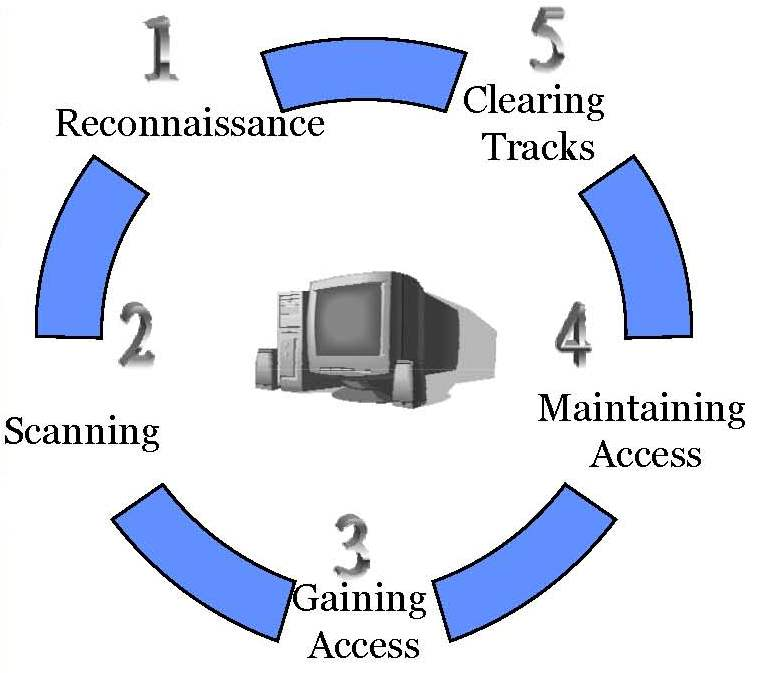 1
Reconnaissance
2
Scanning
3
Gaining
Access
4
Maintaining
Access
5
Clearing
Tracks